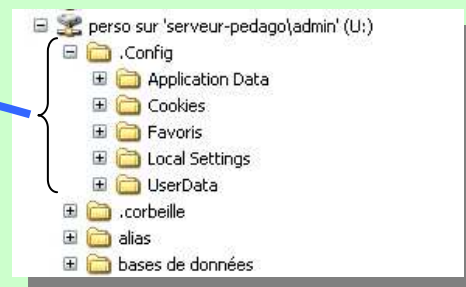 perso sur 'serveur-pedago\admin' (U:)
.Config
Application Data
Cookies
Favoris
Local Settings
UserData
.corbeille
alias
bases de données